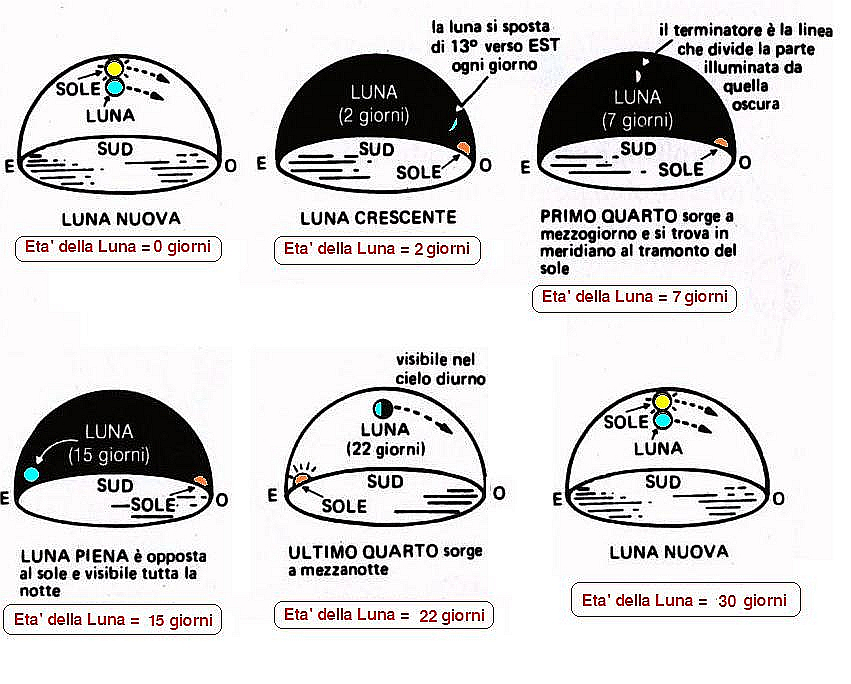 SOLE
LUNA
SUD
E
O
LUNA NUOVA
Eta' della Luna = 0 giorni
la luna si sposta
di 13º verso EST
ogni giorno
LUNA
(2 giorni)
SUD
SOLE
E
O
LUNA CRESCENTE
Eta' della Luna = 2 giorni
il terminatore è la linea
che divide la parte
illuminata da
quella
oscura
LUNA
(7 giorni)
SUD
SOLE
E
O
PRIMO QUARTO sorge a
mezzogiorno e si trova in
meridiano al tramonto del
sole
Eta' della Luna = 7 giorni
LUNA
(15 giorni)
SUD
SOLE
E
O
LUNA PIENA è opposta
al sole e visibile tutta la
notte
Eta' della Luna = 15 giorni
visibile nel
cielo diurno
LUNA
(22 giorni)
SUD
SOLE
E
O
ULTIMO QUARTO sorge
a mezzanotte
Eta' della Luna = 22 giorni
SOLE
LUNA
SUD
E
O
LUNA NUOVA
Eta' della Luna = 30 giorni